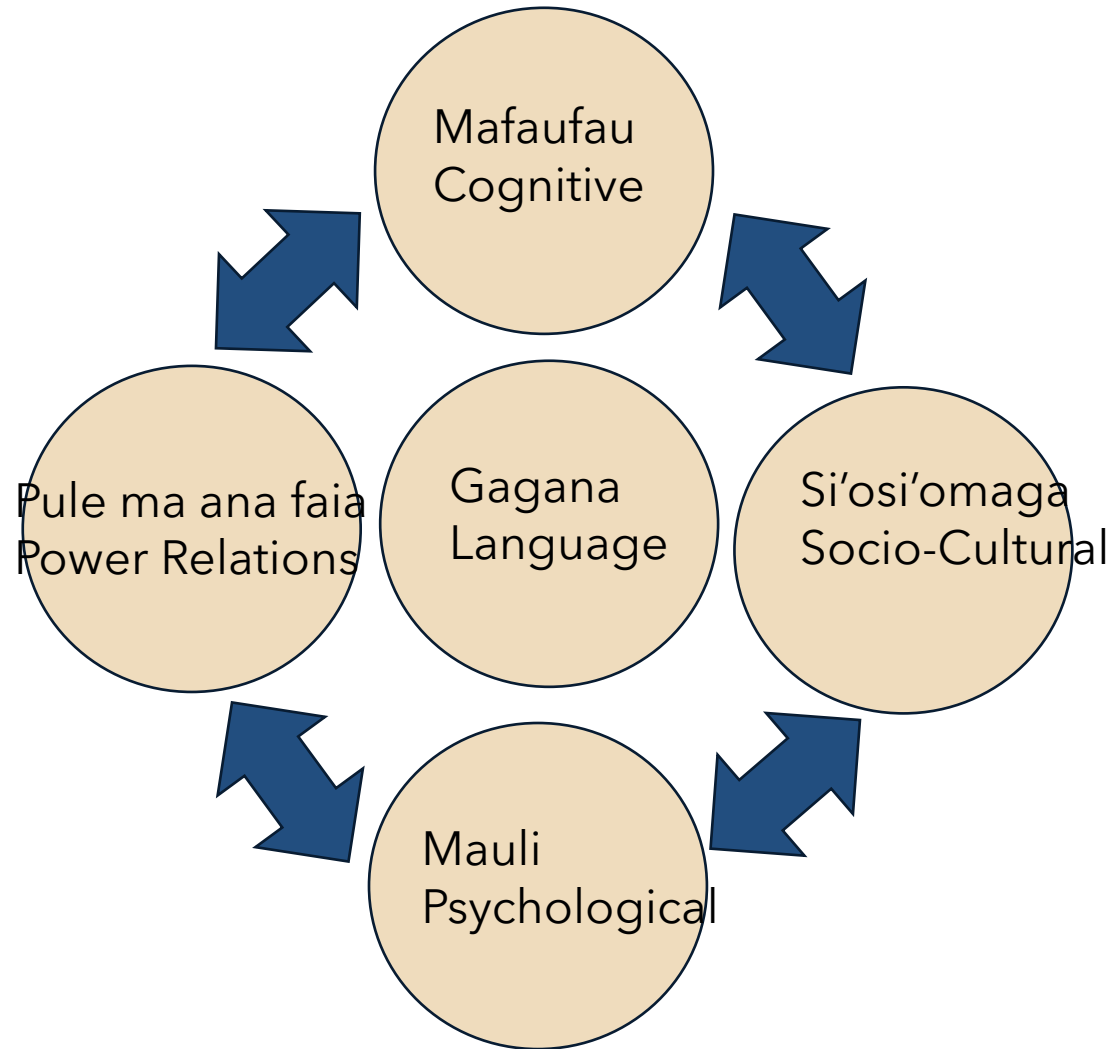 Mafaufau
Cognitive
Pule ma ana faia
Power Relations
Gagana
Language
Si’osi’omaga
Socio-Cultural
Mauli
Psychological